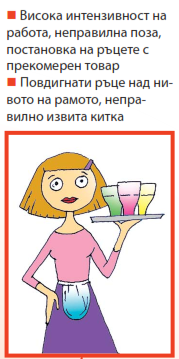 ■ Висока интензивност на
работа, неправилна поза,
постановка на ръцете с
прекомерен товар
■ Повдигнати ръце над ни-
вото на рамото, непра-
вилно извита китка